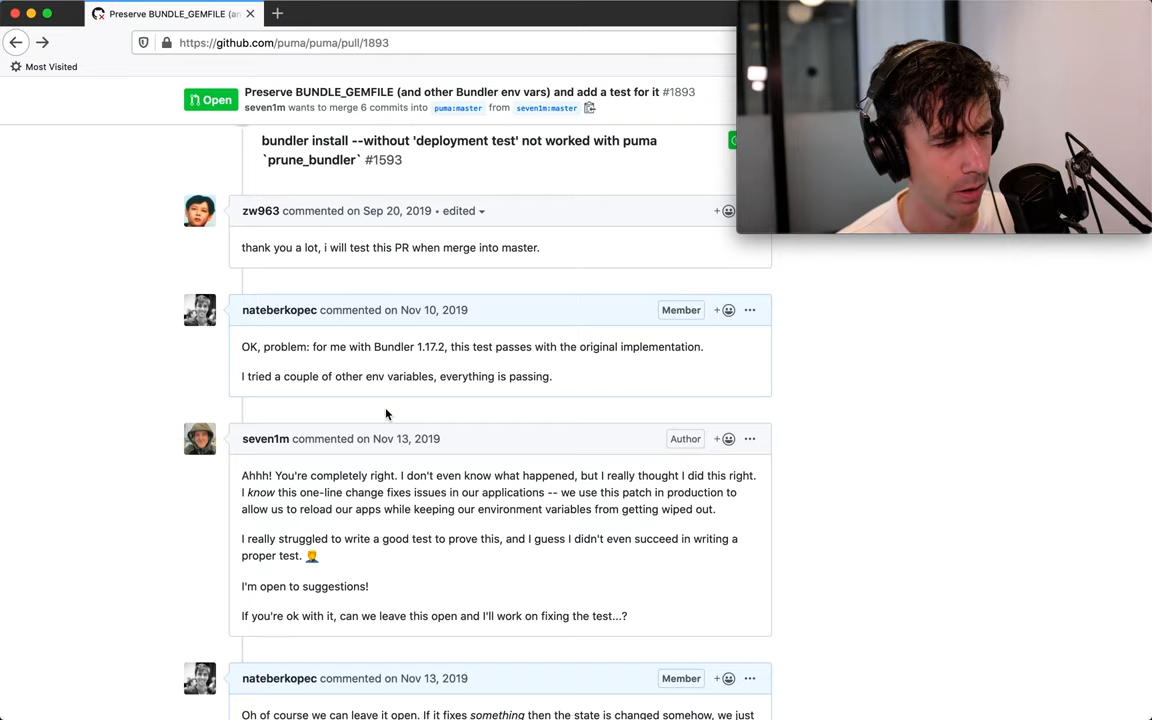 Preserve BUNDLE_GEMFILE (an
https://github.com/puma/puma/pull/1893
Most Visited
Open
Preserve BUNDLE_GEMFILE (and other Bundler env vars) and add a test for it #1893
seven1m wants to merge 6 commits into puma:master from seven1m:master
bundler install --without 'deployment test' not worked with puma
`prune_bundler` #1593
zw963 commented on Sep 20, 2019 • edited
thank you a lot, i will test this PR when merge into master.
nateberkopec commented on Nov 10, 2019
Member
OK, problem: for me with Bundler 1.17.2, this test passes with the original implementation.
I tried a couple of other env variables, everything is passing.
seven1m commented on Nov 13, 2019
Author
Ahhh! You're completely right. I don't even know what happened, but I really thought I did this right.
I know this one-line change fixes issues in our applications -- we use this patch in production to
allow us to reload our apps while keeping our environment variables from getting wiped out.
I really struggled to write a good test to prove this, and I guess I didn't even succeed in writing a
proper test. 🤦
I'm open to suggestions!
If you're ok with it, can we leave this open and I'll work on fixing the test...?
nateberkopec commented on Nov 13, 2019
Member
Oh of course we can leave it open. If it fixes something then the state is changed somehow, we just